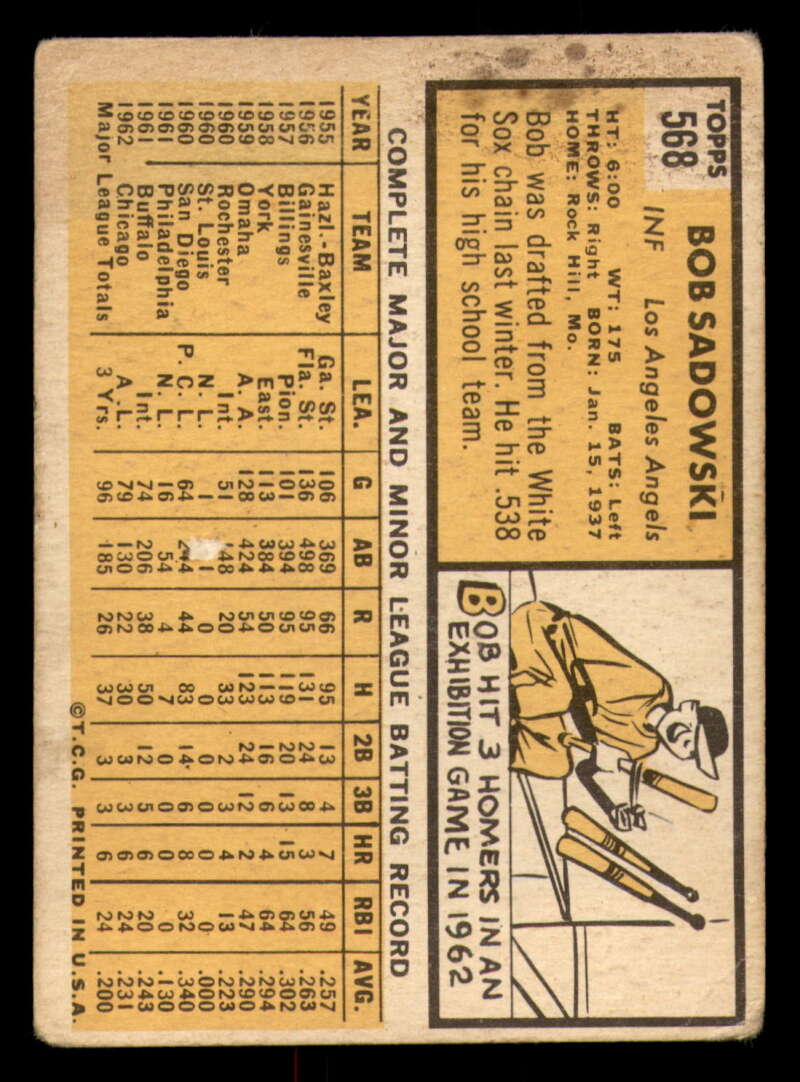 TOPPS
568
BOB SADOWSKI
INF Los Angeles Angels
HT: 6:00 WT: 175 BATS: Left
THROWS: Right BORN: Jan. 15, 1937
HOME: Rock Hill, Mo.
Bob was drafted from the White
Sox chain last winter. He hit .538
for his high school team.
BOB HIT 3 HOMERS IN AN
EXHIBITION GAME IN 1962
COMPLETE MAJOR AND MINOR LEAGUE BATTING RECORD
YEAR TEAM LEA. G AB R H 2B 3B HR RBI AVG.
1955 Hazl.-Baxley Ga. St. 106 369 66 95 13 4 7 49 .257
1956 Gainesville Fla. St. 136 498 95 131 24 8 3 56 .263
1957 Billings Pion. 101 394 95 119 20 13 15 64 .302
1958 York East. 113 384 50 113 16 6 4 64 .294
1959 Omaha A. A. 128 424 54 123 24 12 2 47 .290
1960 Rochester Int. 51 148 20 33 2 3 4 13 .223
1960 St. Louis N. L. 1 1 0 0 0 0 0 0 .000
1960 San Diego P. C. L. 64 244 44 83 14 6 8 32 .340
1961 Philadelphia N. L. 16 54 4 7 0 0 0 0 .130
1961 Buffalo Int. 74 206 38 50 12 5 6 20 .243
1962 Chicago A. L. 79 130 22 30 3 3 6 24 .231
Major League Totals 3 Yrs. 96 185 26 37 3 3 6 24 .200
©T.C.G. PRINTED IN U.S.A.